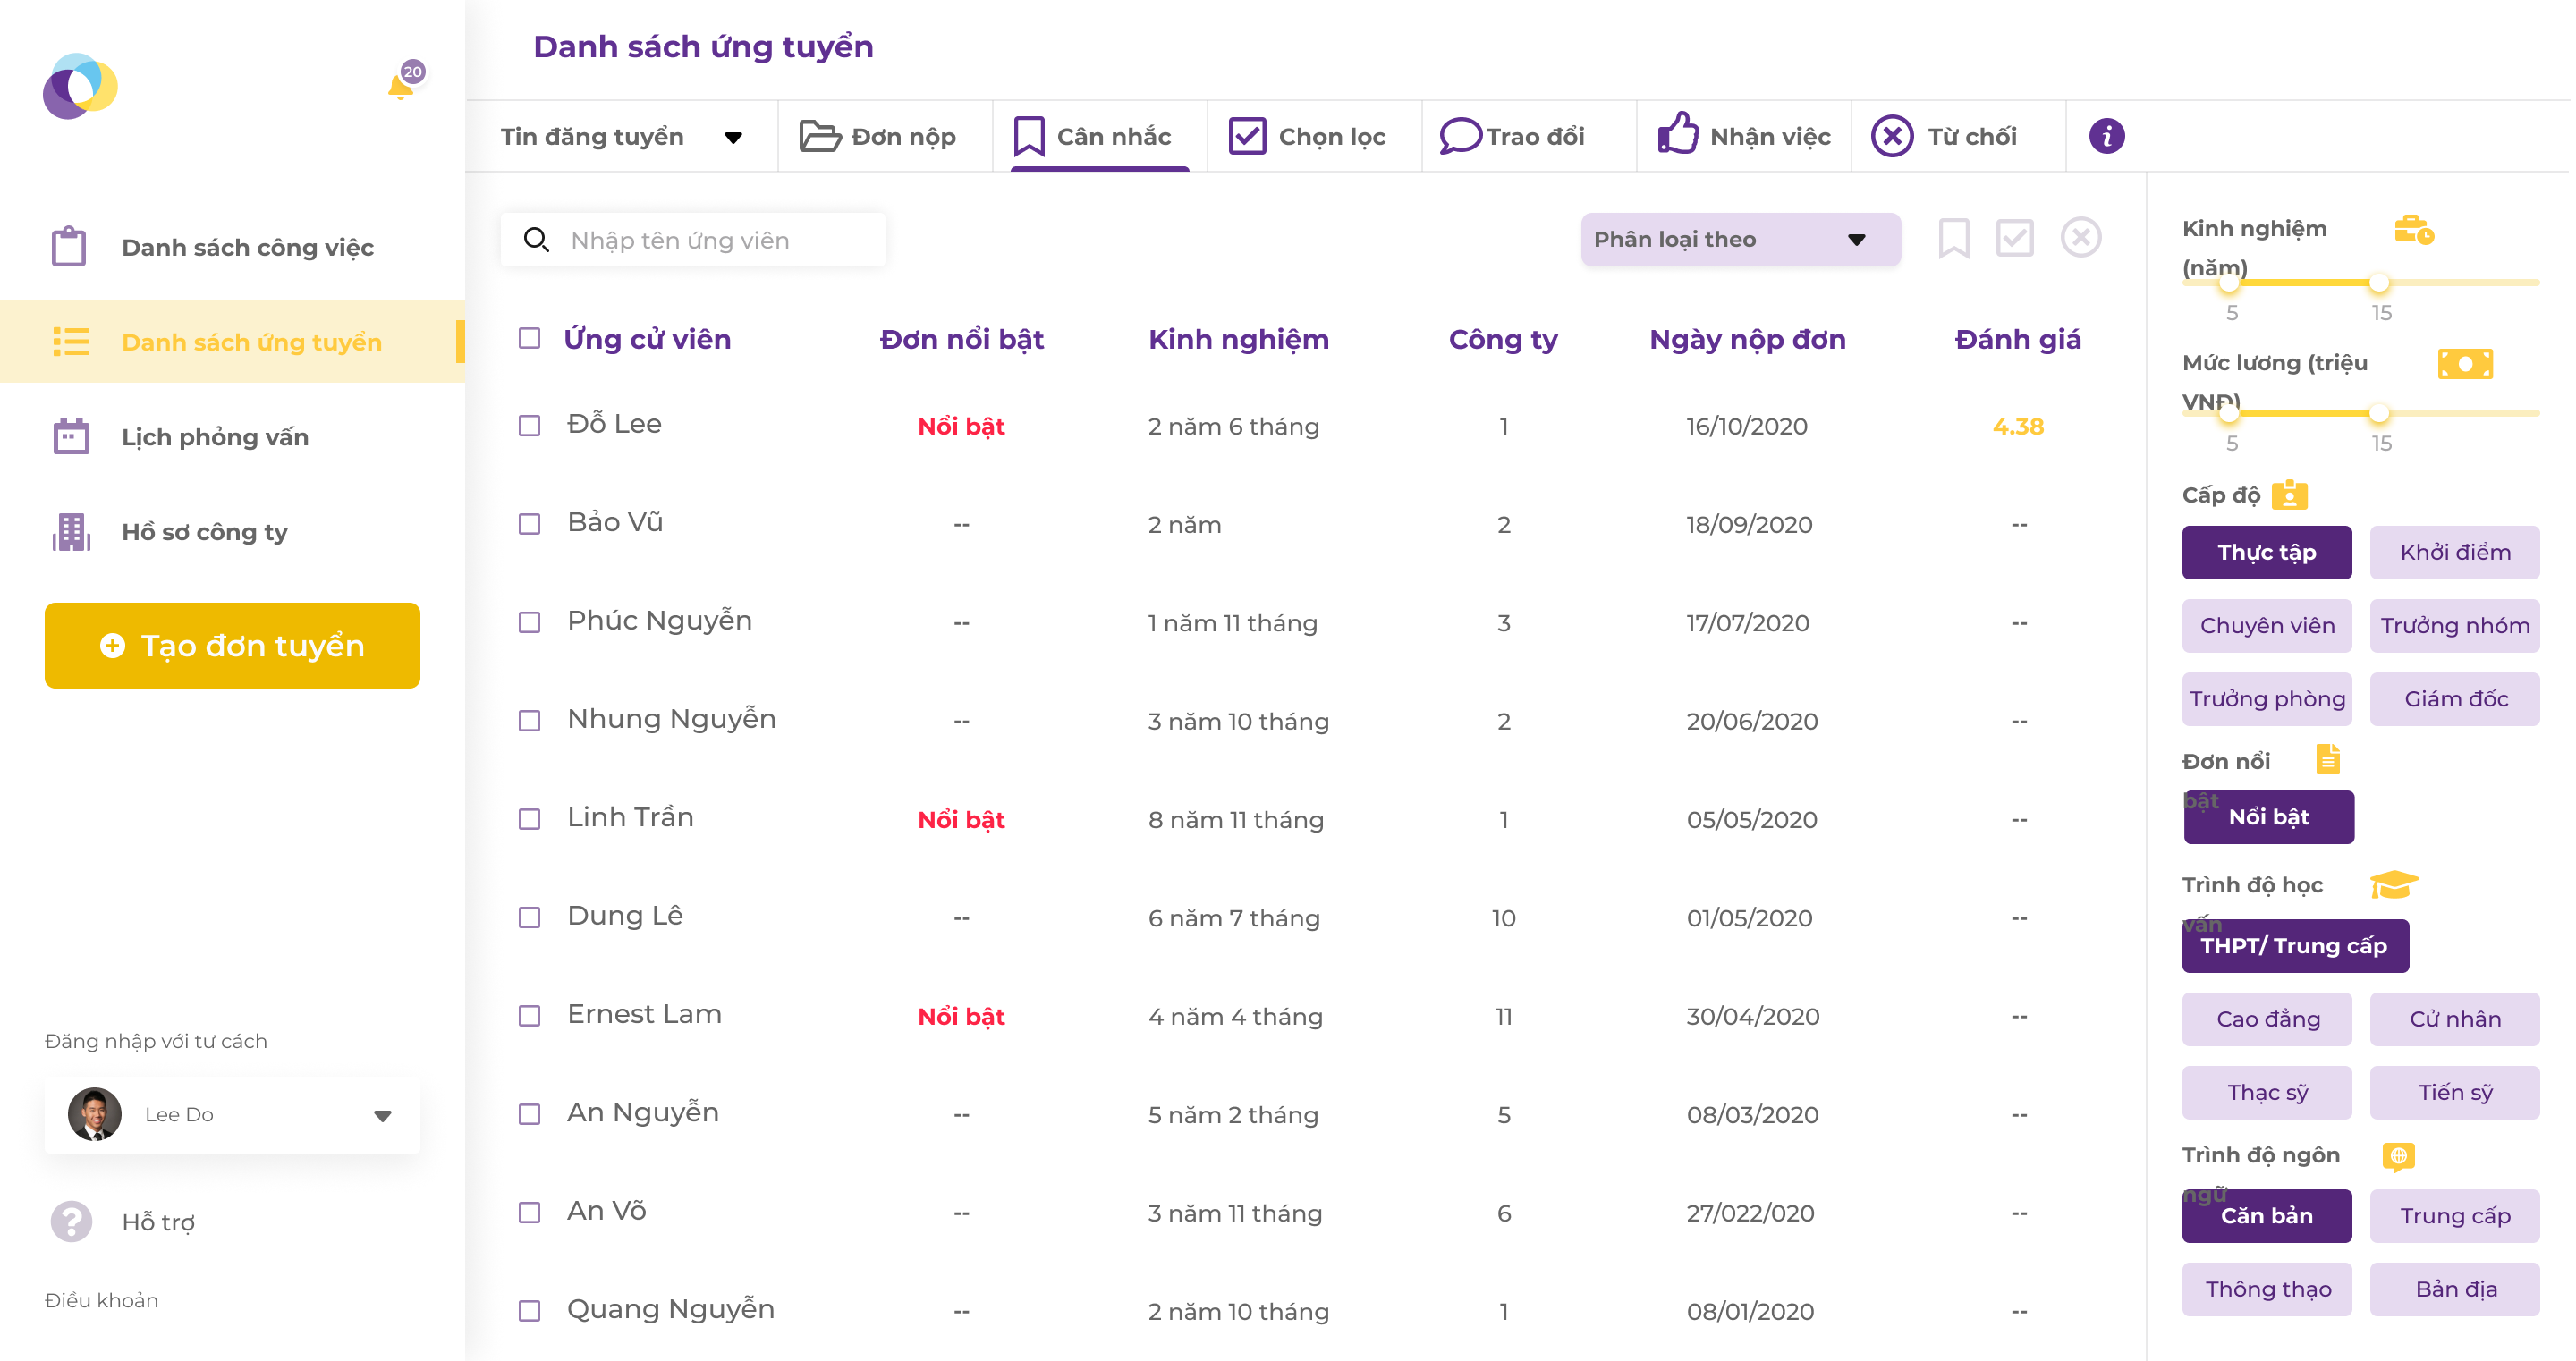 20
Danh sách công việc
Danh sách ứng tuyển
Lịch phỏng vấn
Hồ sơ công ty
Tạo đơn tuyển
Đăng nhập với tư cách
Lee Do
Hỗ trợ
Điều khoản
Danh sách ứng tuyển
Tin đăng tuyển Đơn nộp Cân nhắc Chọn lọc Trao đổi Nhận việc Từ chối
Nhập tên ứng viên Phân loại theo
Ứng cử viên Đơn nổi bật Kinh nghiệm Công ty Ngày nộp đơn Đánh giá
Đỗ Lee Nổi bật 2 năm 6 tháng 1 16/10/2020 4.38
Bảo Vũ -- 2 năm 2 18/09/2020 --
Phúc Nguyễn -- 1 năm 11 tháng 3 17/07/2020 --
Nhung Nguyễn -- 3 năm 10 tháng 2 20/06/2020 --
Linh Trần Nổi bật 8 năm 11 tháng 1 05/05/2020 --
Dung Lê -- 6 năm 7 tháng 10 01/05/2020 --
Ernest Lam Nổi bật 4 năm 4 tháng 11 30/04/2020 --
An Nguyễn -- 5 năm 2 tháng 5 08/03/2020 --
An Võ -- 3 năm 11 tháng 6 27/022/020 --
Quang Nguyễn -- 2 năm 10 tháng 1 08/01/2020 --
Kinh nghiệm
(năm)
5 15
Mức lương (triệu
VNĐ)
5 15
Cấp độ
Thực tập Khởi điểm
Chuyên viên Trưởng nhóm
Trưởng phòng Giám đốc
Đơn nổi
bật
Nổi bật
Trình độ học
vấn
THPT/ Trung cấp
Cao đẳng Cử nhân
Thạc sỹ Tiến sỹ
Trình độ ngôn
ngữ
Căn bản Trung cấp
Thông thạo Bản địa